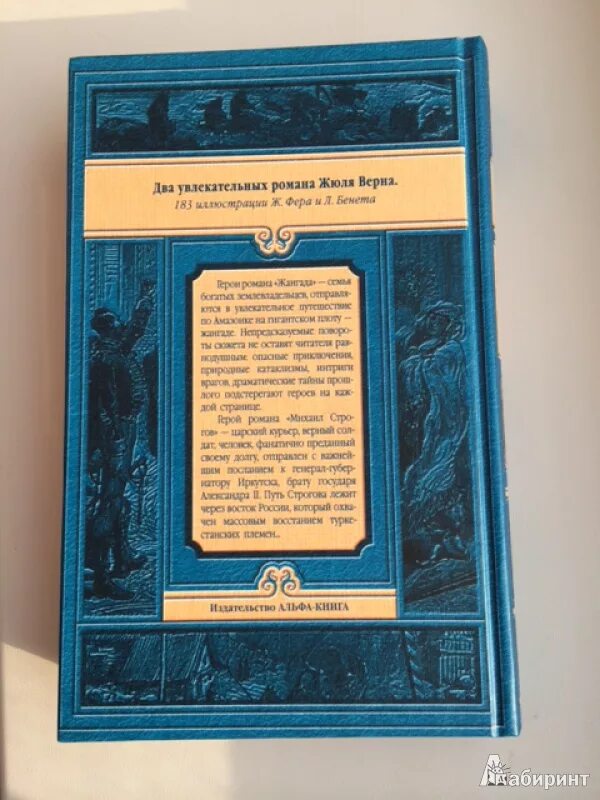 Два увлекательных романа Жюля Верна.
183 иллюстрации Ж. Фера и Л. Бенета
Герои романа «Жангада» — семья
богатых землевладельцев, отправля-
ются в увлекательное путешествие
по Амазонке на гигантском плоту —
жангаде. Непредсказуемые поворо-
ты сюжета не оставят читателя рав-
нодушным: опасные приключения,
природные катаклизмы, интриги
врагов, драматические тайны прош-
лого подстерегают героев на каж-
дой странице.
Герой романа «Михаил Стро-
гов» — царский курьер, верный сол-
дат, человек, фанатично преданный
своему долгу, отправлен с важней-
шим посланием к генерал-губер-
натору Иркутска, брату государя
Александра II. Путь Строгова лежит
через восток России, который охва-
чен массовым восстанием турке-
станских племен...
Издательство АЛЬФА-КНИГА
Лабиринт